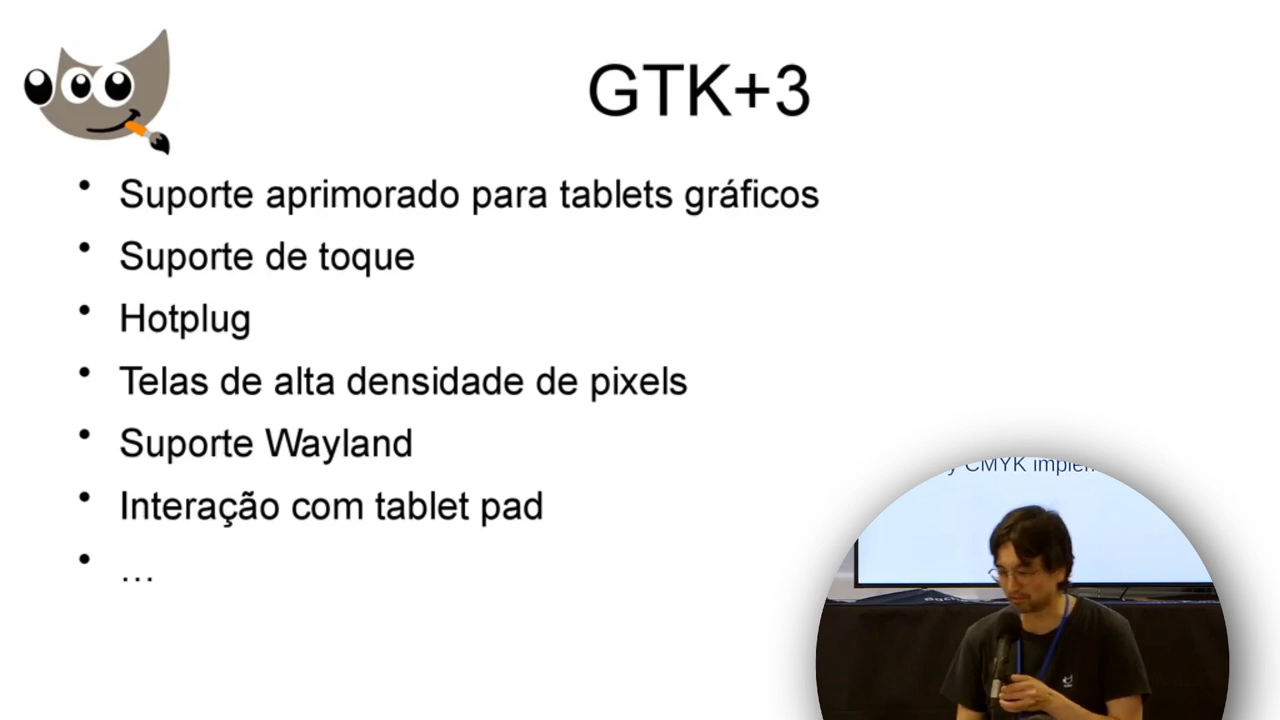 GTK+3
• Suporte aprimorado para tablets gráficos
• Suporte de toque
• Hotplug
• Telas de alta densidade de pixels
• Suporte Wayland
• Interação com tablet pad
• …
y CMYK